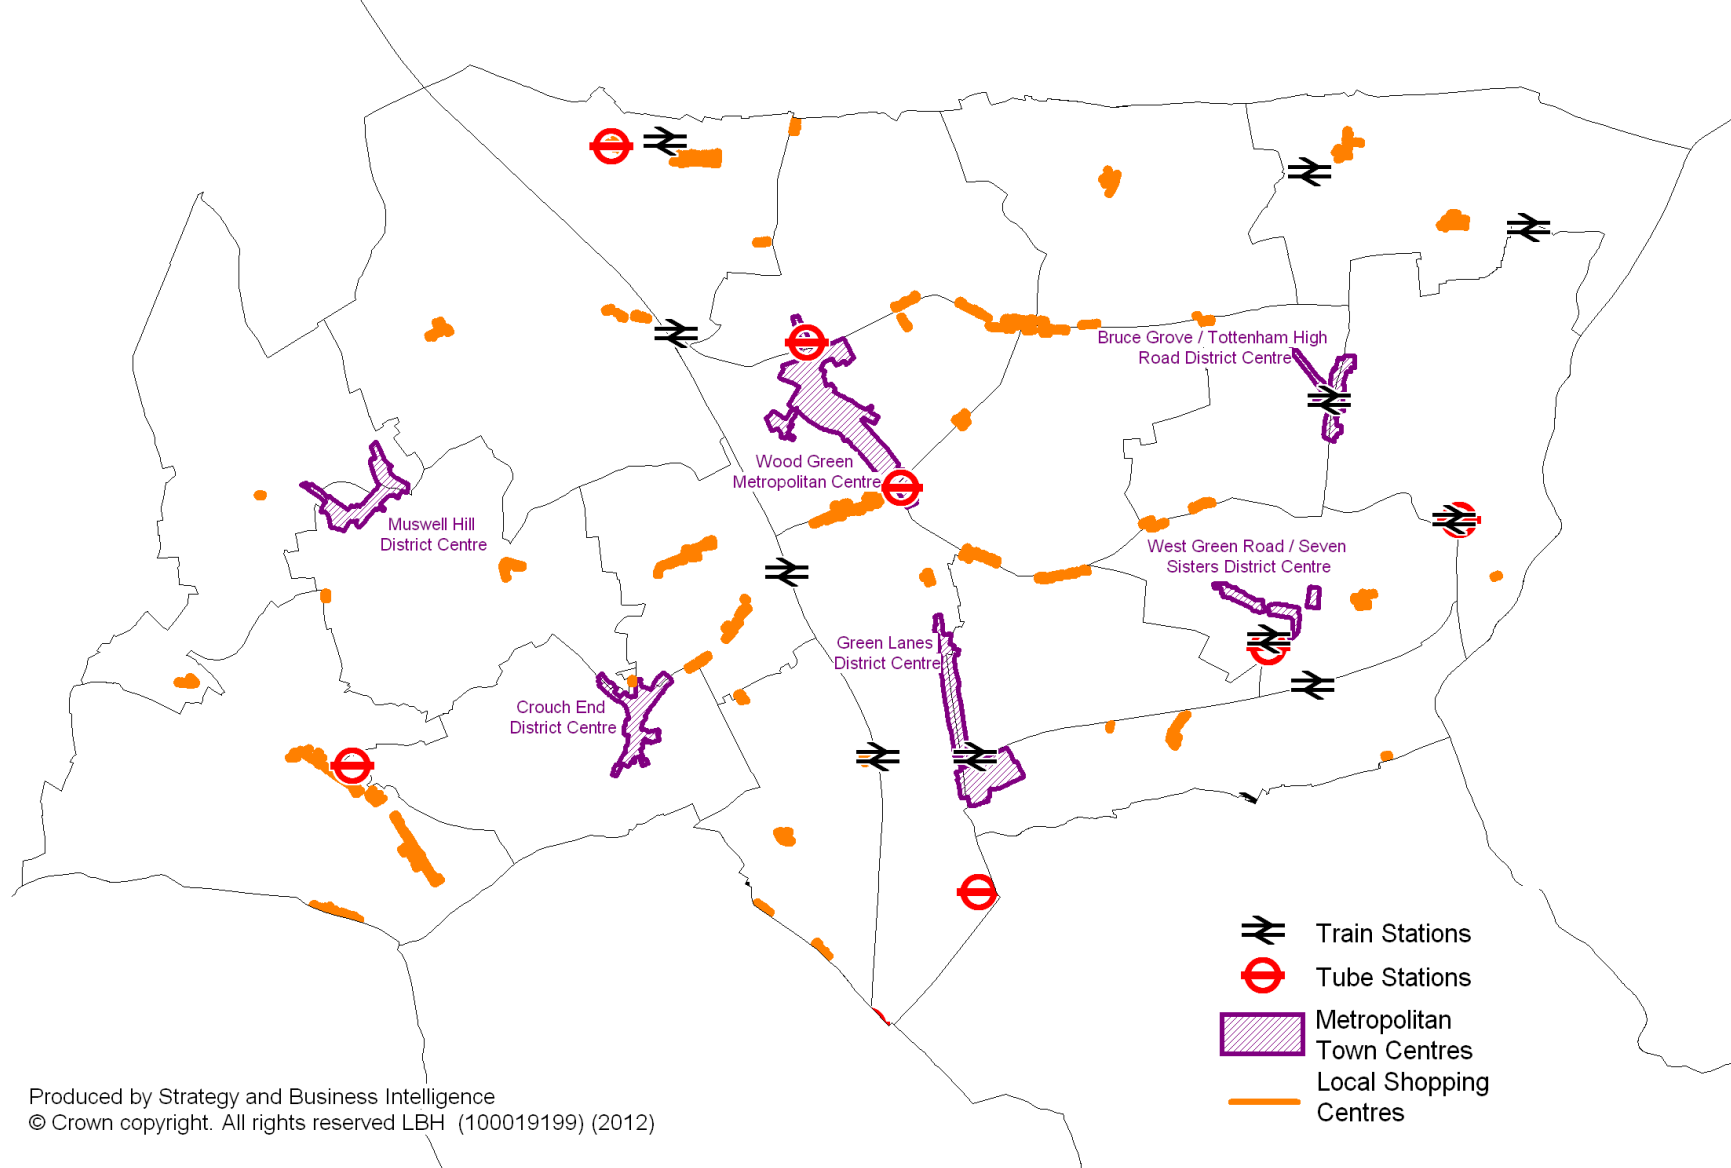 Bruce Grove / Tottenham High
Road District Centre
Wood Green
Metropolitan Centre
Muswell Hill
District Centre
West Green Road / Seven
Sisters District Centre
Green Lanes
District Centre
Crouch End
District Centre
Train Stations
Tube Stations
Metropolitan
Town Centres
Local Shopping
Centres
Produced by Strategy and Business Intelligence
© Crown copyright. All rights reserved LBH (100019199) (2012)